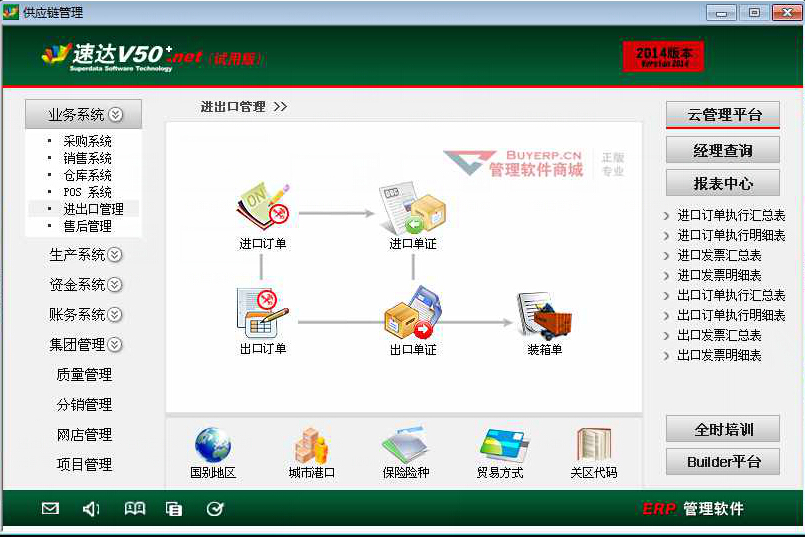 供应链管理
速达V50+.net (试用版)
Superdata Software Technology
2014版本
Version 2014
业务系统
采购系统
销售系统
仓库系统
POS 系统
进出口管理
售后管理
生产系统
资金系统
账务系统
集团管理
质量管理
分销管理
网店管理
项目管理
进出口管理 >>
BUYERP.CN
管理软件商城
正版
专业
ON
进口订单
进口单证
出口订单
出口单证
装箱单
国别地区
城市港口
保险险种
贸易方式
关区代码
云管理平台
经理查询
报表中心
进口订单执行汇总表
进口订单执行明细表
进口发票汇总表
进口发票明细表
出口订单执行汇总表
出口订单执行明细表
出口发票汇总表
出口发票明细表
全时培训
Builder平台
ERP 管理软件